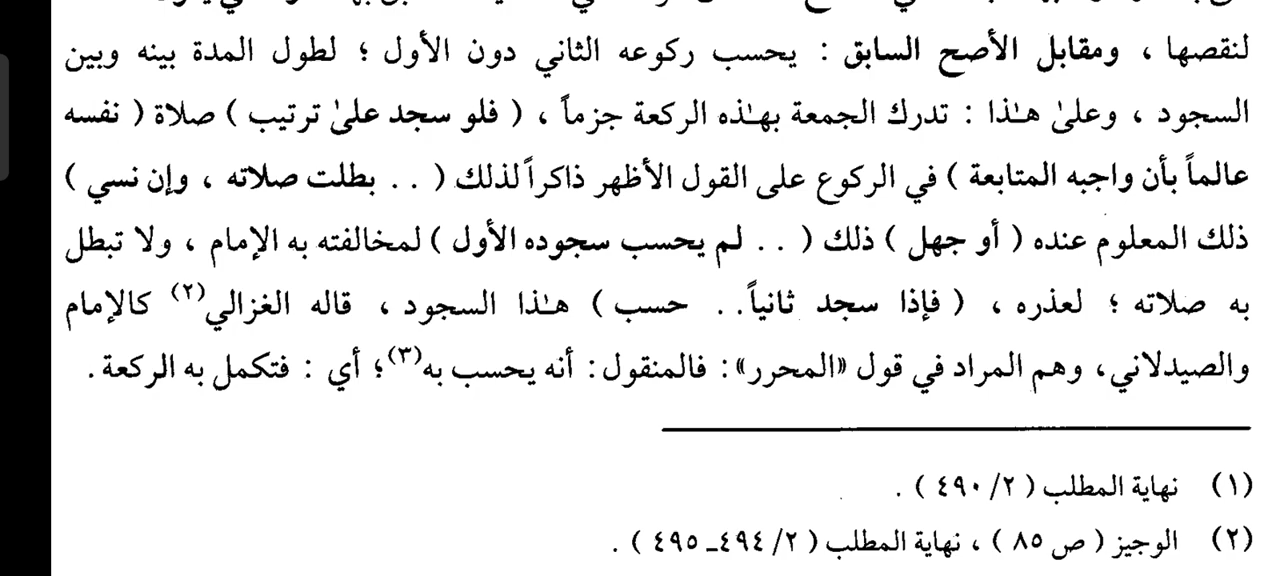 لنقصها ، ومقابل الأصح السابق : يحسب ركوعه الثاني دون الأول ؛ لطول المدة بينه وبين
السجود ، وعلىٰ هـٰذا : تدرك الجمعة بهـٰذه الركعة جزماً ، ( فلو سجد علىٰ ترتيب ) صلاة ( نفسه
عالماً بأن واجبه المتابعة ) في الركوع على القول الأظهر ذاكراً لذلك ( . . بطلت صلاته ، وإن نسي )
ذلك المعلوم عنده ( أو جهل ) ذلك ( . . لم يحسب سجوده الأول ) لمخالفته به الإمام ، ولا تبطل
به صلاته ؛ لعذره ، ( فإذا سجد ثانياً . . حسب ) هـٰذا السجود ، قاله الغزالي(٢) كالإمام
والصيدلاني ، وهم المراد في قول «المحرر» : فالمنقول : أنه يحسب به(٣)؛ أي : فتكمل به الركعة .
(١) نهاية المطلب ( ٢/ ٤٩٠ ) .
(٢) الوجيز ( ص ٨٥ ) ، نهاية المطلب ( ٢/ ٤٩٤ـ ٤٩٥ ) .